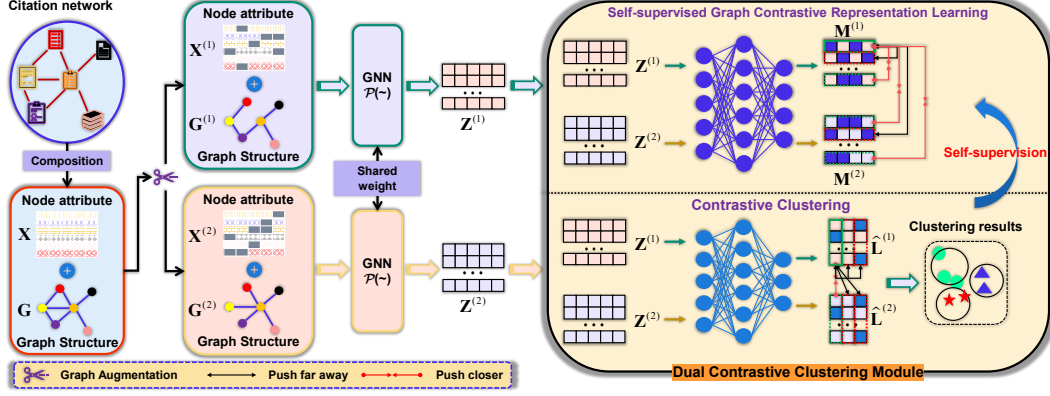 Citation network
Composition
Node attribute
X
G
Graph Structure
Node attribute
X^(1)
G^(1)
Graph Structure
Node attribute
X^(2)
G^(2)
Graph Structure
GNN
𝒫(~)
Shared
weight
GNN
𝒫(~)
Z^(1)
Z^(2)
Self-supervised Graph Contrastive Representation Learning
Z^(1)
M^(1)
Z^(2)
M^(2)
Self-supervision
Contrastive Clustering
Z^(1)
L̂^(1)
Z^(2)
L̂^(2)
Clustering results
Dual Contrastive Clustering Module
Graph Augmentation
Push far away
Push closer